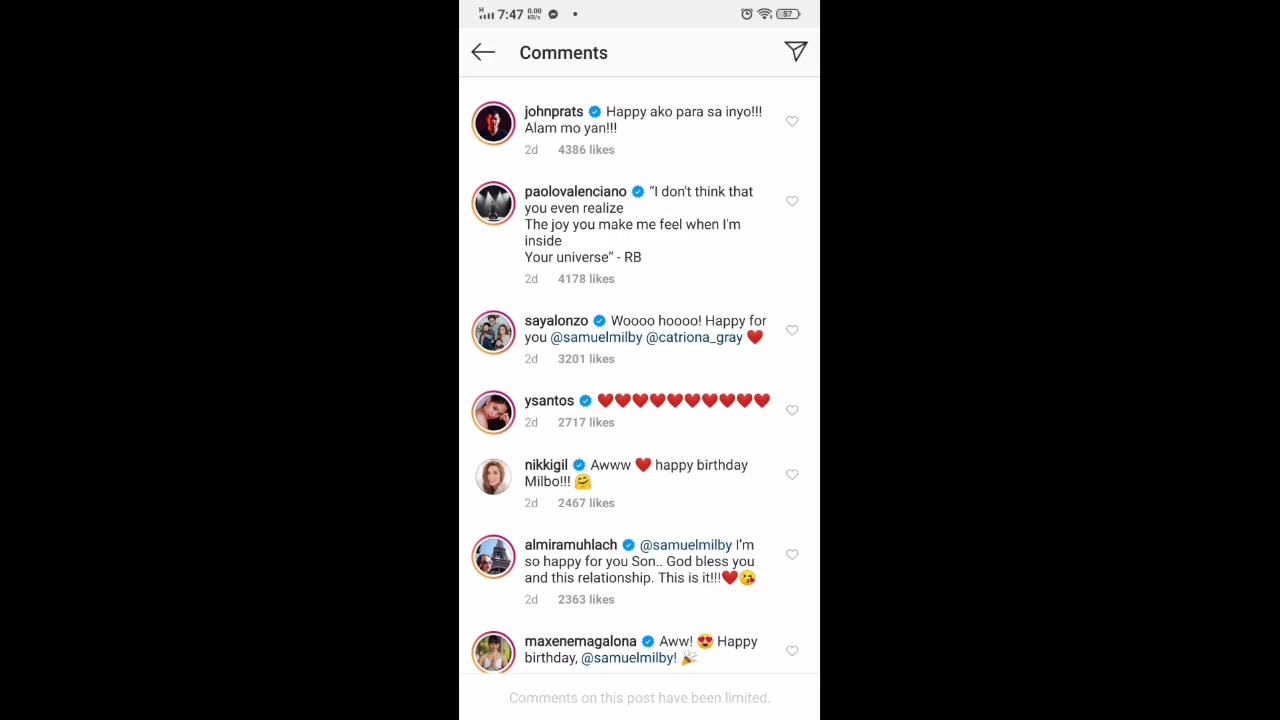 H 7:47 0.00 KB/s 57
Comments
johnprats Happy ako para sa inyo!!!
Alam mo yan!!!
2d 4386 likes
paolovalenciano “I don't think that
you even realize
The joy you make me feel when I'm
inside
Your universe” - RB
2d 4178 likes
sayalonzo Woooo hoooo! Happy for
you @samuelmilby @catriona_gray ❤️
2d 3201 likes
ysantos ❤️❤️❤️❤️❤️❤️❤️❤️❤️❤️
2d 2717 likes
nikkigil Awww ❤️ happy birthday
Milbo!!! 🤗
2d 2467 likes
almiramuhlach @samuelmilby I’m
so happy for you Son.. God bless you
and this relationship. This is it!!!❤️😘
2d 2363 likes
maxenemagalona Aww! 😍 Happy
birthday, @samuelmilby! 🎉
Comments on this post have been limited.